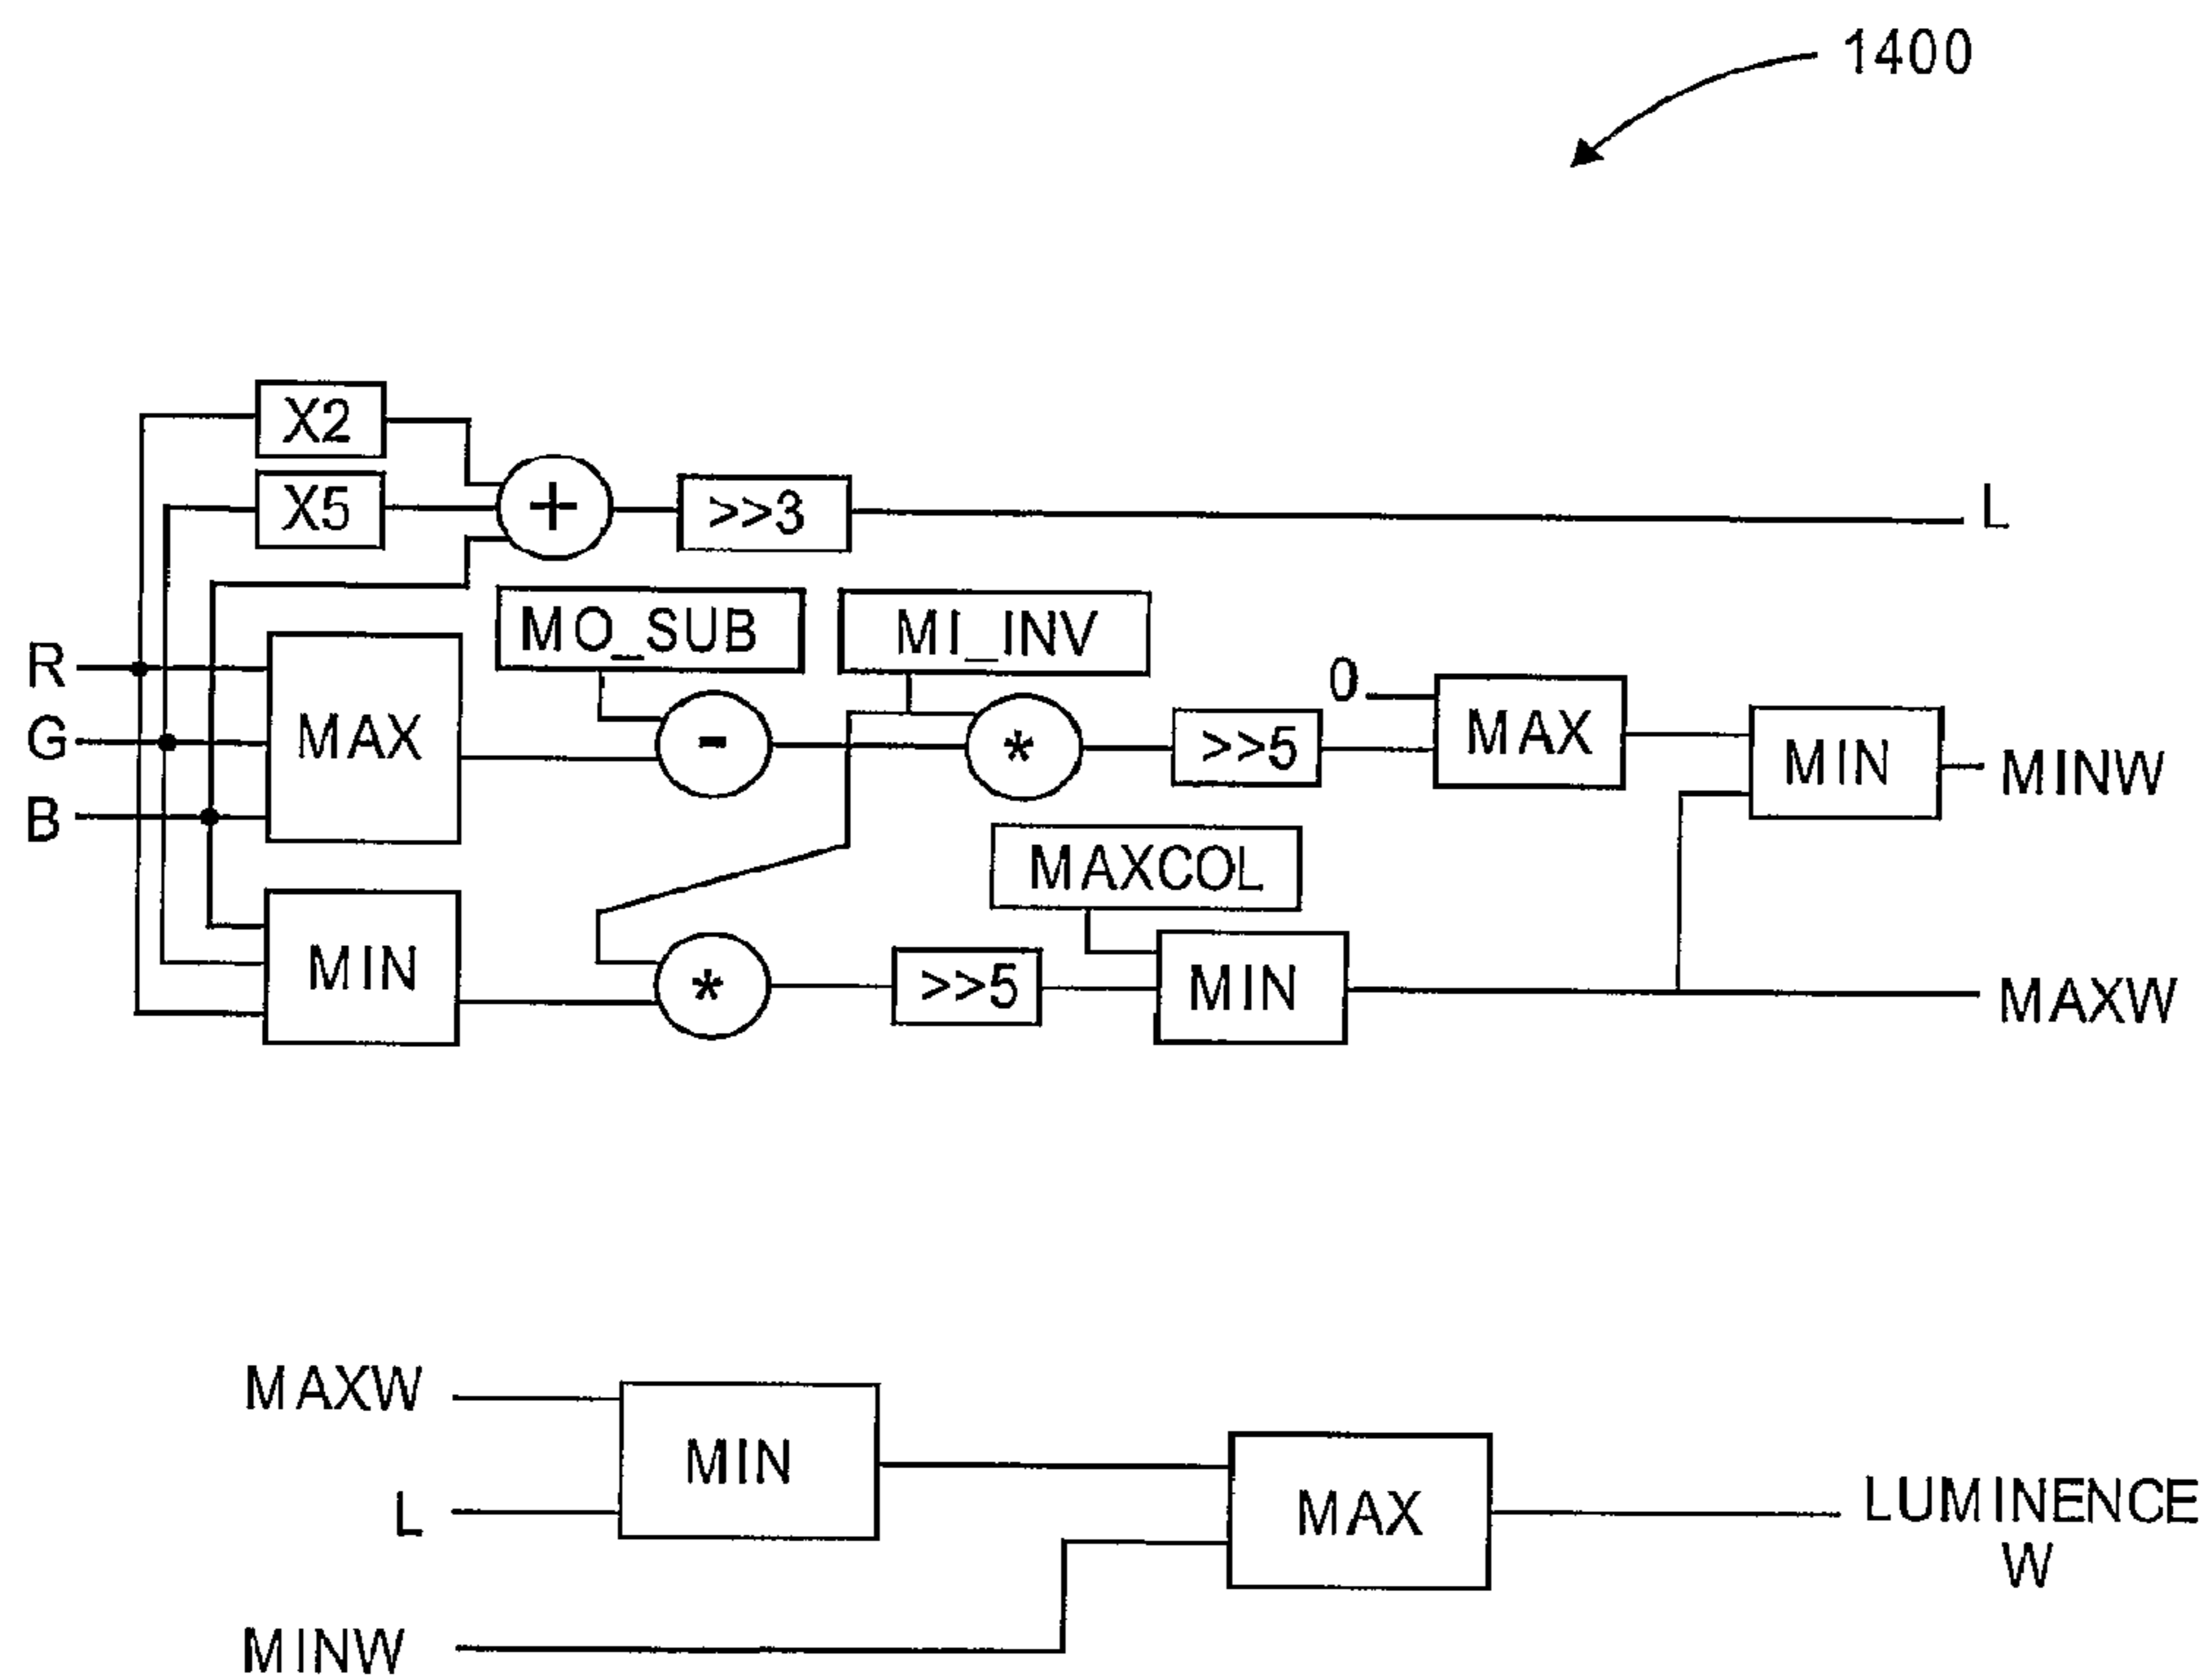 1400
X2
X5
+
>>3
L
MO_SUB
MI_INV
R
G
B
MAX
-
*
>>5
0
MAX
MIN
MINW
MAXCOL
MIN
*
>>5
MIN
MAXW
MAXW
L
MINW
MIN
MAX
LUMINENCE
W